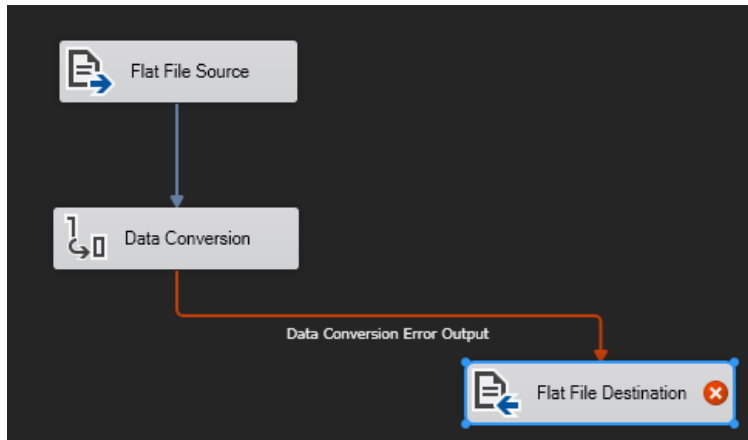 Flat File Source
Data Conversion
Data Conversion Error Output
Flat File Destination